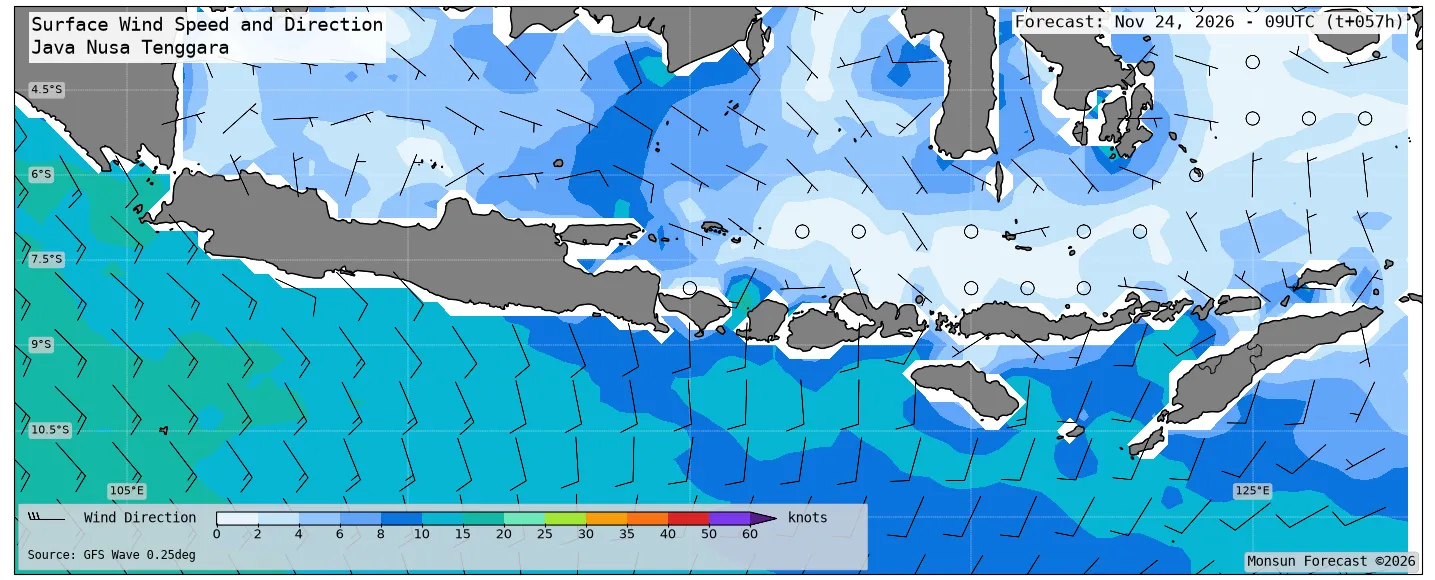 Surface Wind Speed and Direction
Java Nusa Tenggara
Forecast: Nov 24, 2026 - 09UTC (t+057h)
4.5°S
6°S
7.5°S
9°S
10.5°S
105°E
125°E
Wind Direction
0 2 4 6 8 10 15 20 25 30 35 40 50 60
knots
Source: GFS Wave 0.25deg
Monsun Forecast ©2026